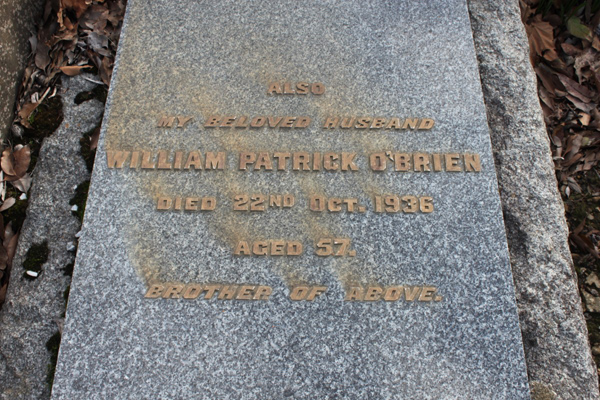 ALSO
MY BELOVED HUSBAND
WILLIAM PATRICK O'BRIEN
DIED 22ND OCT. 1936
AGED 57.
BROTHER OF ABOVE.